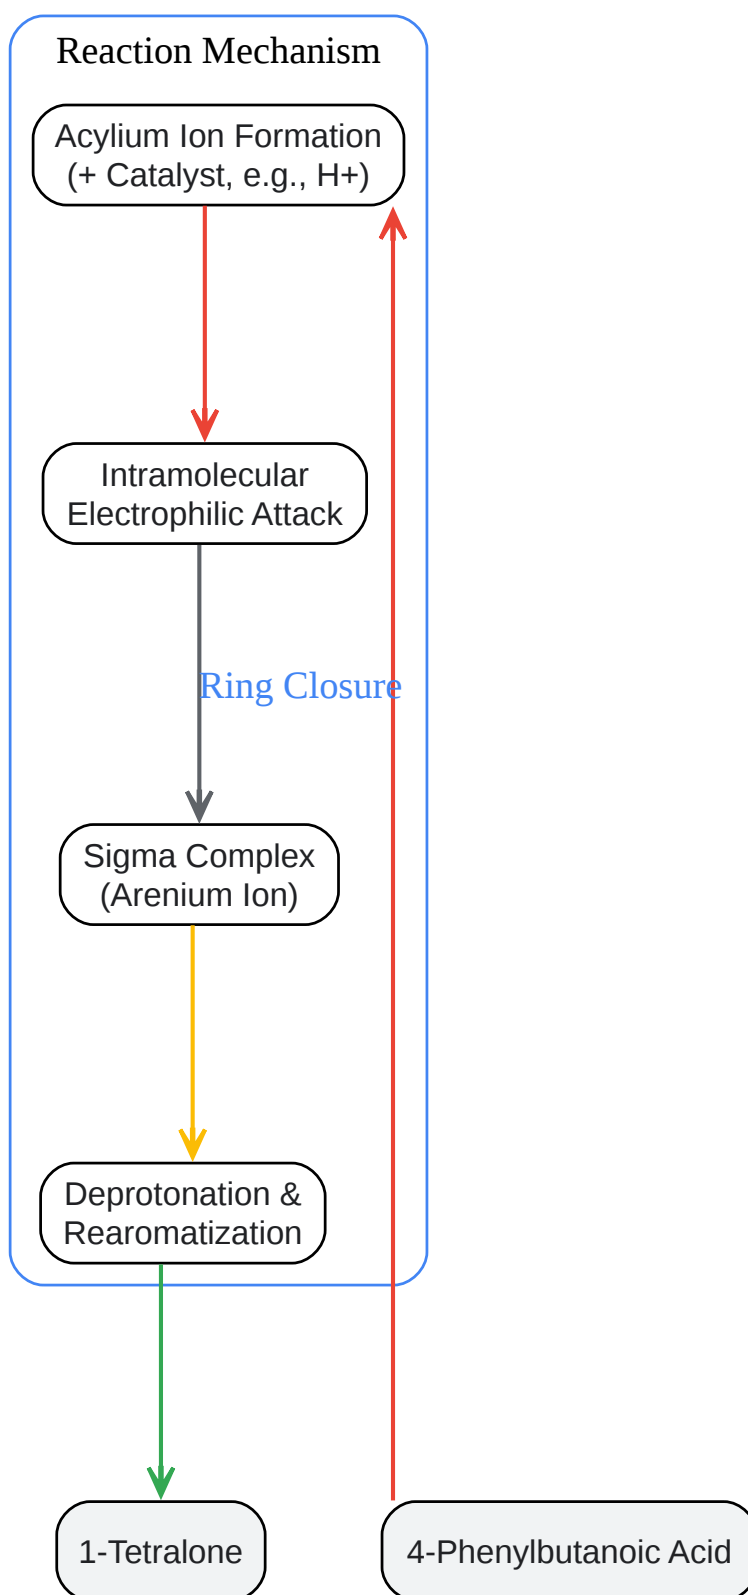 Reaction Mechanism
Acylium Ion Formation
(+ Catalyst, e.g., H+)
Intramolecular
Electrophilic Attack
Ring Closure
Sigma Complex
(Arenium Ion)
Deprotonation &
Rearomatization
1-Tetralone
4-Phenylbutanoic Acid